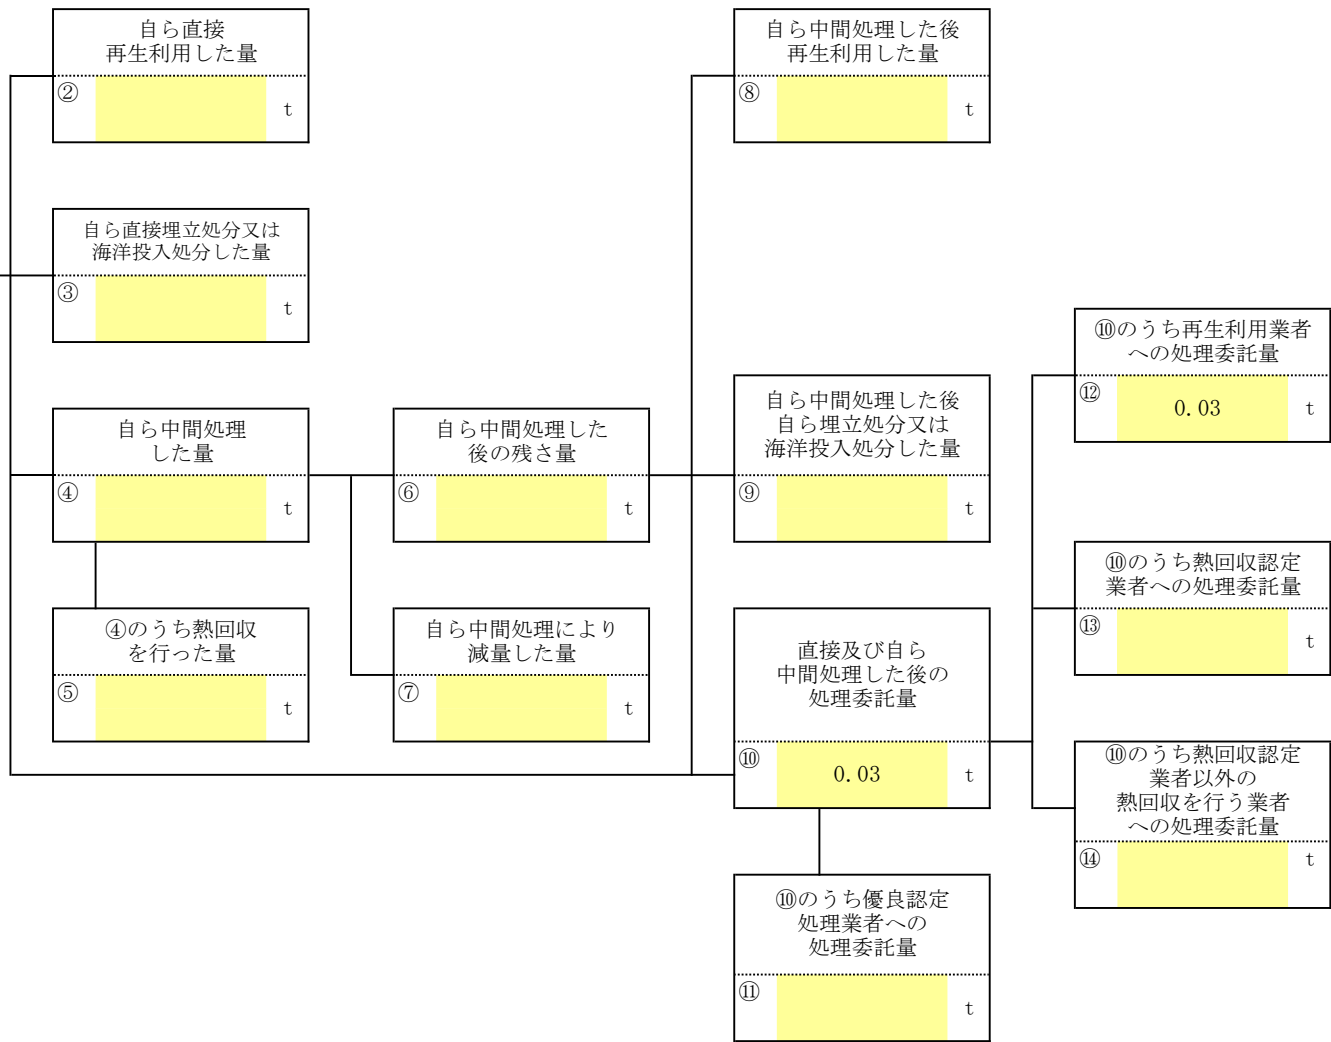 自ら直接
再生利用した量
②
t
自ら中間処理した後
再生利用した量
⑧
t
自ら直接埋立処分又は
海洋投入処分した量
③
t
⑩のうち再生利用業者
への処理委託量
⑫
0.03
t
自ら中間処理
した量
④
t
自ら中間処理した
後の残さ量
⑥
t
自ら中間処理した後
自ら埋立処分又は
海洋投入処分した量
⑨
t
⑩のうち熱回収認定
業者への処理委託量
⑬
t
④のうち熱回収
を行った量
⑤
t
自ら中間処理により
減量した量
⑦
t
直接及び自ら
中間処理した後の
処理委託量
⑩
0.03
t
⑩のうち熱回収認定
業者以外の
熱回収を行う業者
への処理委託量
⑭
t
⑩のうち優良認定
処理業者への
処理委託量
⑪
t